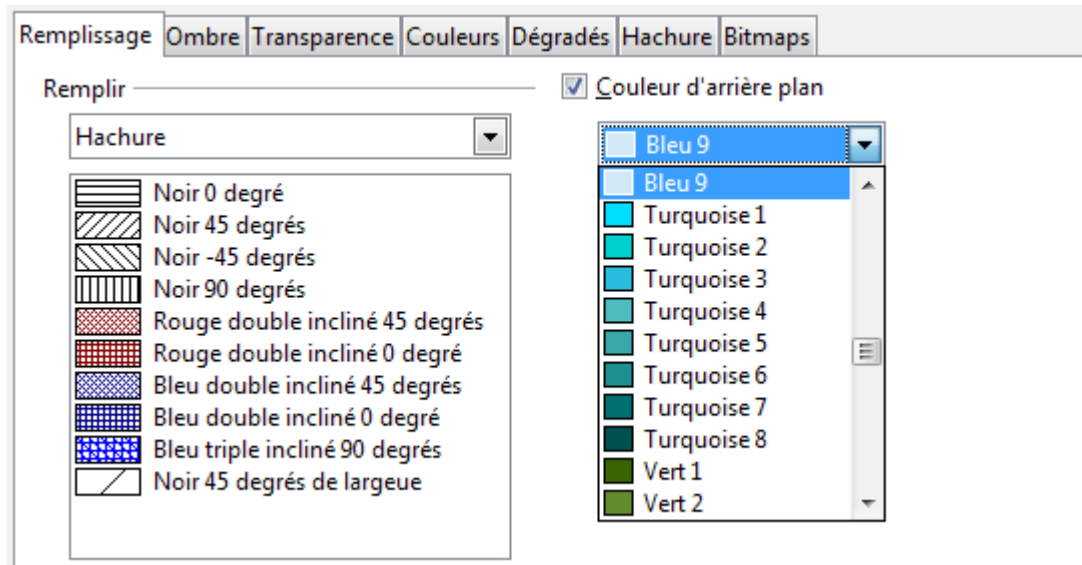 Remplissage Ombre Transparence Couleurs Dégradés Hachure Bitmaps
Remplir
Hachure
Noir 0 degré
Noir 45 degrés
Noir -45 degrés
Noir 90 degrés
Rouge double incliné 45 degrés
Rouge double incliné 0 degré
Bleu double incliné 45 degrés
Bleu double incliné 0 degré
Bleu triple incliné 90 degrés
Noir 45 degrés de largeue
Couleur d'arrière plan
Bleu 9
Bleu 9
Turquoise 1
Turquoise 2
Turquoise 3
Turquoise 4
Turquoise 5
Turquoise 6
Turquoise 7
Turquoise 8
Vert 1
Vert 2